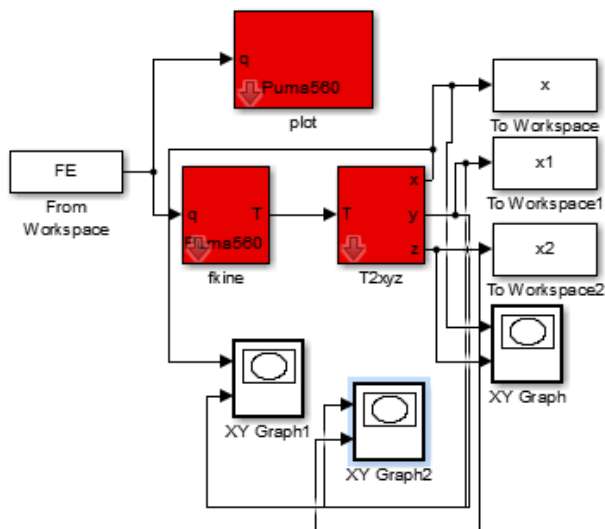 q
Puma560
plot
x
To Workspace
FE
From
Workspace
q
T
Puma560
fkine
T
x
y
z
T2xyz
x1
To Workspace1
x2
To Workspace2
XY Graph1
XY Graph2
XY Graph